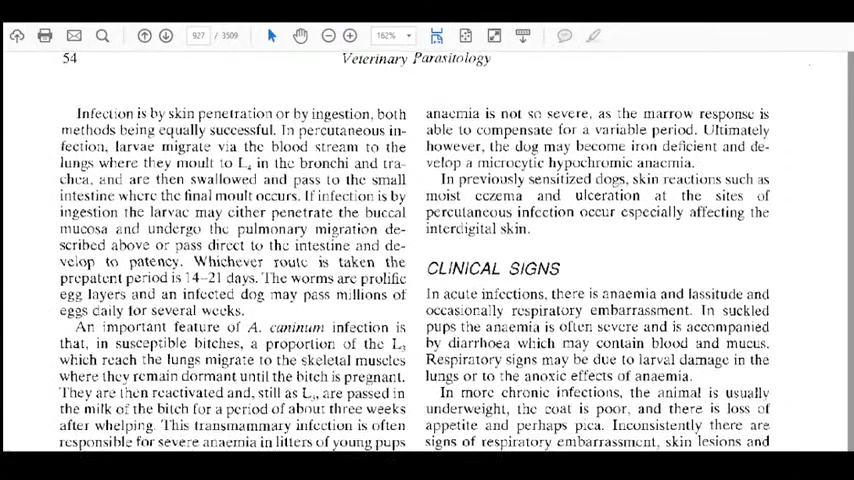 927 / 3509
162%
54
Veterinary Parasitology
Infection is by skin penetration or by ingestion, both
methods being equally successful. In percutaneous in-
fection, larvae migrate via the blood stream to the
lungs where they moult to L4 in the bronchi and tra-
chea, and are then swallowed and pass to the small
intestine where the final moult occurs. If infection is by
ingestion the larvae may either penetrate the buccal
mucosa and undergo the pulmonary migration de-
scribed above or pass direct to the intestine and de-
velop to patency. Whichever route is taken the
prepatent period is 14–21 days. The worms are prolific
egg layers and an infected dog may pass millions of
eggs daily for several weeks.
An important feature of A. caninum infection is
that, in susceptible bitches, a proportion of the L3
which reach the lungs migrate to the skeletal muscles
where they remain dormant until the bitch is pregnant.
They are then reactivated and, still as L3, are passed in
the milk of the bitch for a period of about three weeks
after whelping. This transmammary infection is often
responsible for severe anaemia in litters of young pups
anaemia is not so severe, as the marrow response is
able to compensate for a variable period. Ultimately
however, the dog may become iron deficient and de-
velop a microcytic hypochromic anaemia.
In previously sensitized dogs, skin reactions such as
moist eczema and ulceration at the sites of
percutaneous infection occur especially affecting the
interdigital skin.
CLINICAL SIGNS
In acute infections, there is anaemia and lassitude and
occasionally respiratory embarrassment. In suckled
pups the anaemia is often severe and is accompanied
by diarrhoea which may contain blood and mucus.
Respiratory signs may be due to larval damage in the
lungs or to the anoxic effects of anaemia.
In more chronic infections, the animal is usually
underweight, the coat is poor, and there is loss of
appetite and perhaps pica. Inconsistently there are
signs of respiratory embarrassment, skin lesions and